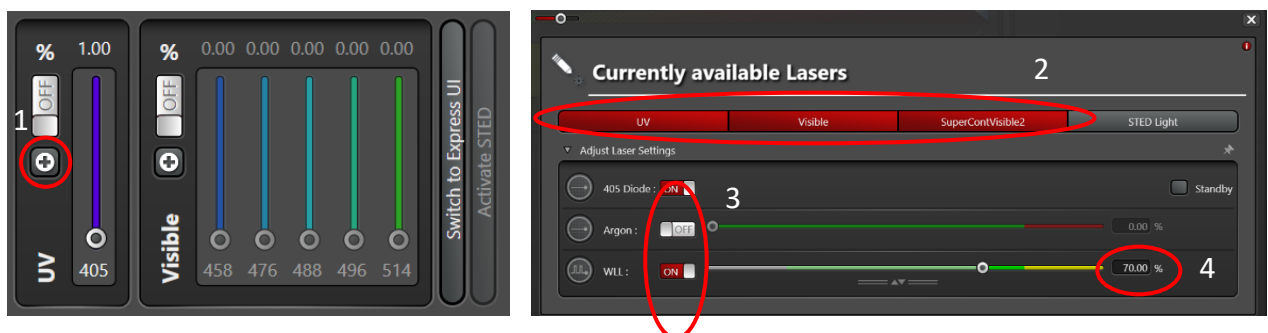 % 1.00
OFF
1
UV
405
% 0.00 0.00 0.00 0.00 0.00
OFF
Visible
458 476 488 496 514
Switch to Express UI
Activate STED
Currently available Lasers
2
UV Visible SuperContVisible2 STED Light
Adjust Laser Settings
405 Diode : ON Standby
3
Argon : OFF 0.00 %
WLL : ON 70.00 %
4